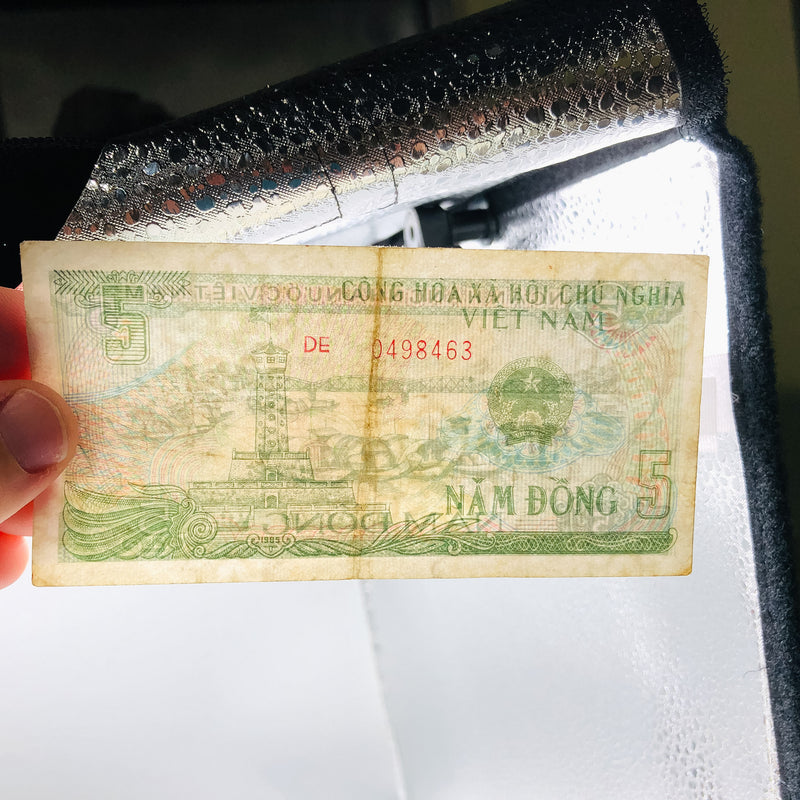 5
CỘNG HÒA XÃ HỘI CHỦ NGHĨA
VIỆT NAM
DE 0498463
NĂM ĐỒNG 5
1985